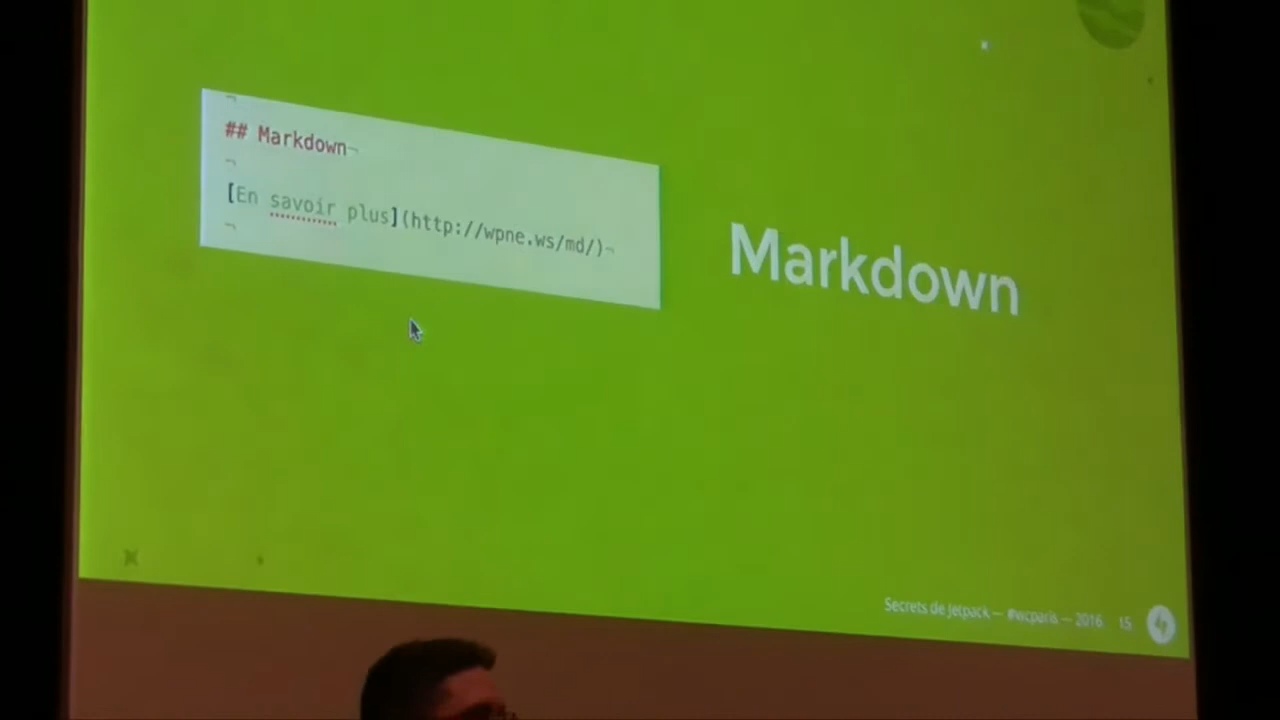 ## Markdown¬
¬
[En savoir plus](http://wpne.ws/md/)¬
¬
Markdown
Secrets de Jetpack — #wcparis — 2016 15